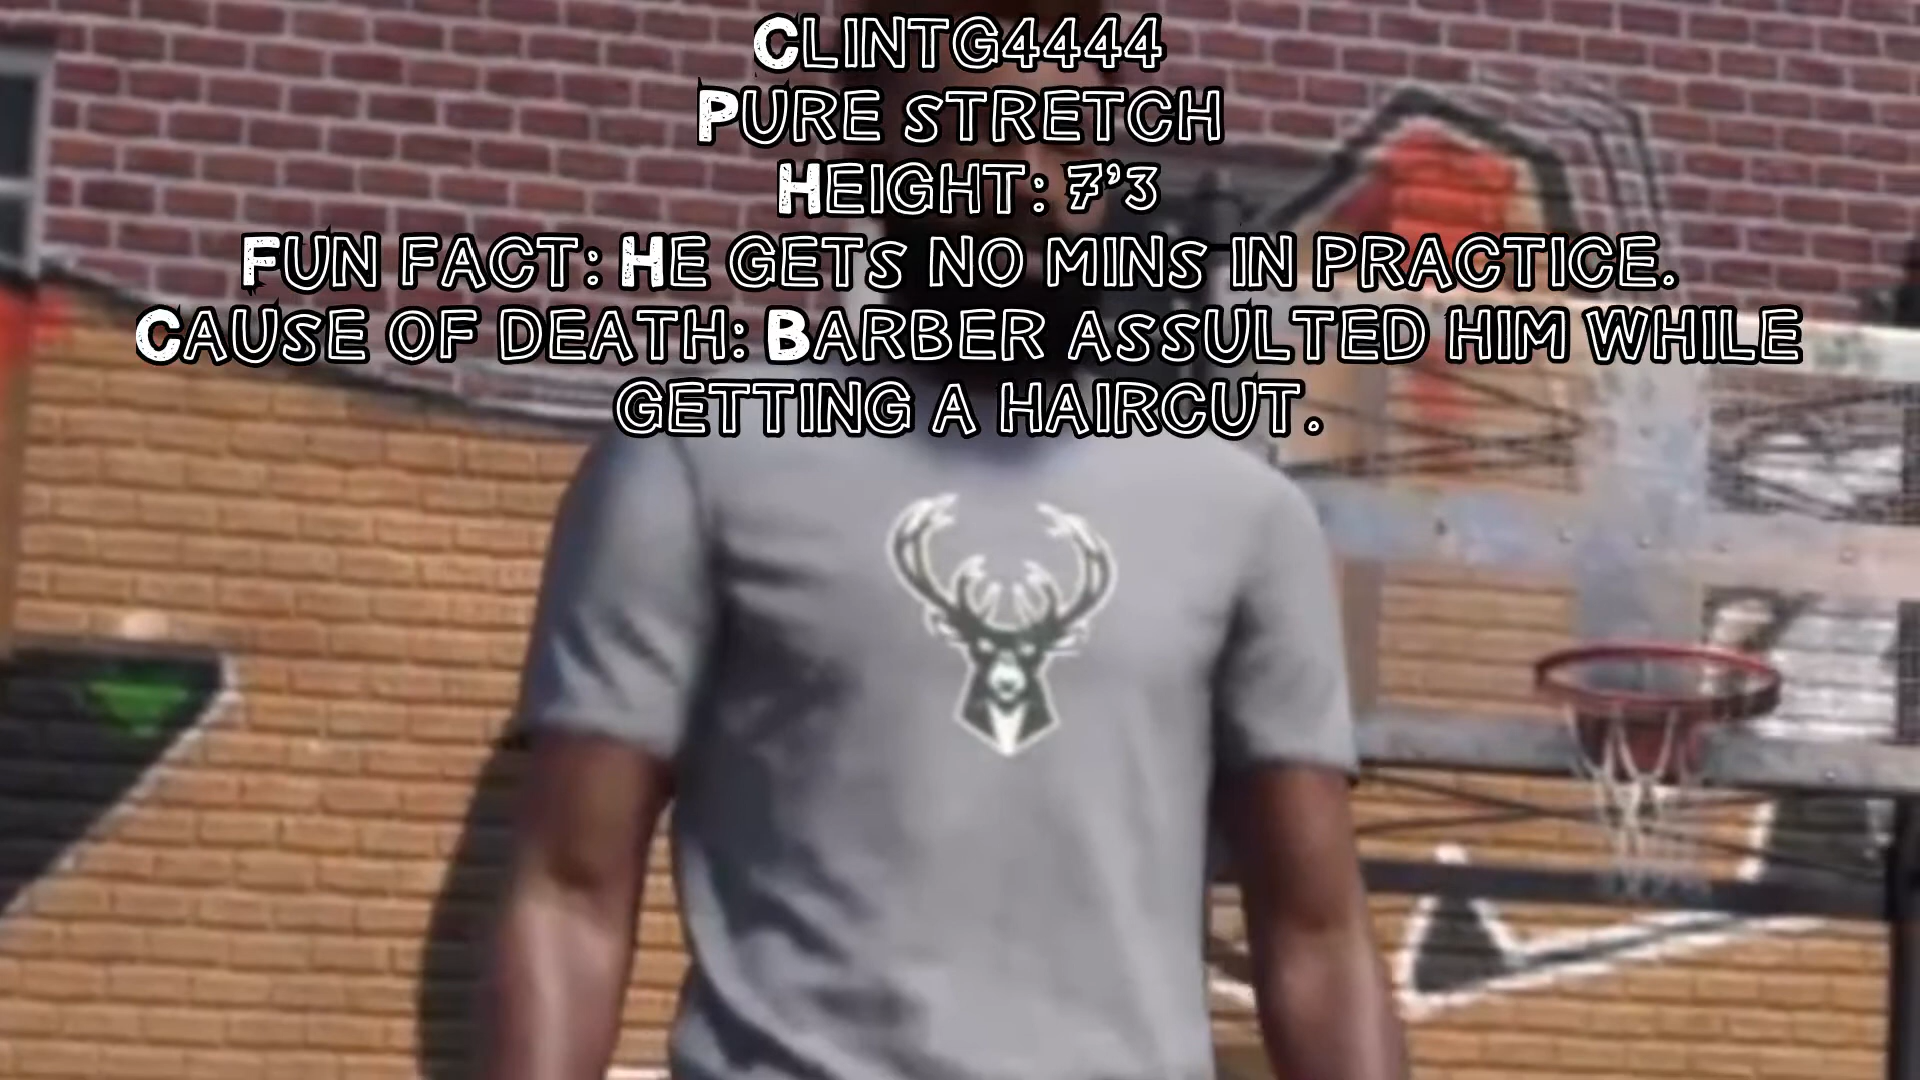 Clintg4444
Pure stretch
Height: 7'3
Fun fact: He gets no mins in practice.
Cause of death: Barber assulted him while
getting a haircut.